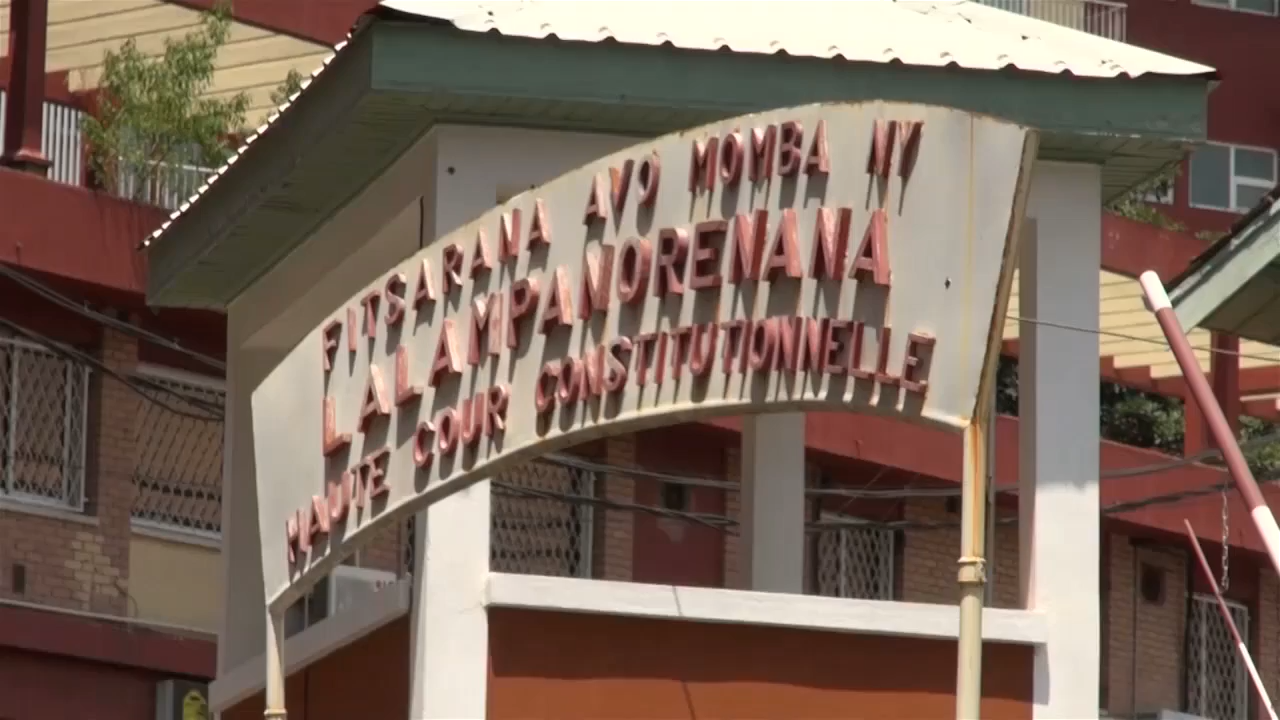 FITSARANA AVO MOMBA NY
LALAMPANORENANA
HAUTE COUR CONSTITUTIONNELLE